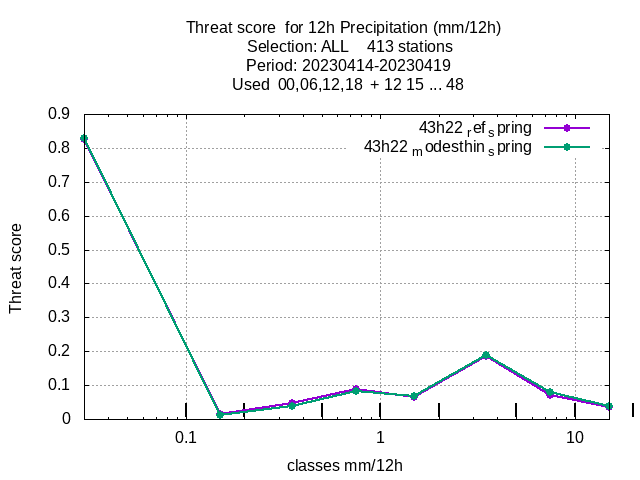 Threat score  for 12h Precipitation (mm/12h)
Selection: ALL    413 stations
Period: 20230414-20230419
Used  00,06,12,18  + 12 15 ... 48
43h22 ref spring
43h22 modesthin spring
0.9
0.8
0.7
0.6
0.5
0.4
0.3
0.2
0.1
0
Threat score
0.1 1 10
classes mm/12h